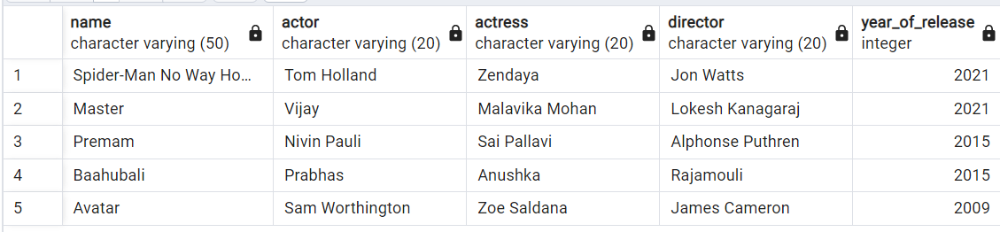 name actor actress director year_of_release
character varying (50) character varying (20) character varying (20) character varying (20) integer
1 Spider-Man No Way Ho… Tom Holland Zendaya Jon Watts 2021
2 Master Vijay Malavika Mohan Lokesh Kanagaraj 2021
3 Premam Nivin Pauli Sai Pallavi Alphonse Puthren 2015
4 Baahubali Prabhas Anushka Rajamouli 2015
5 Avatar Sam Worthington Zoe Saldana James Cameron 2009